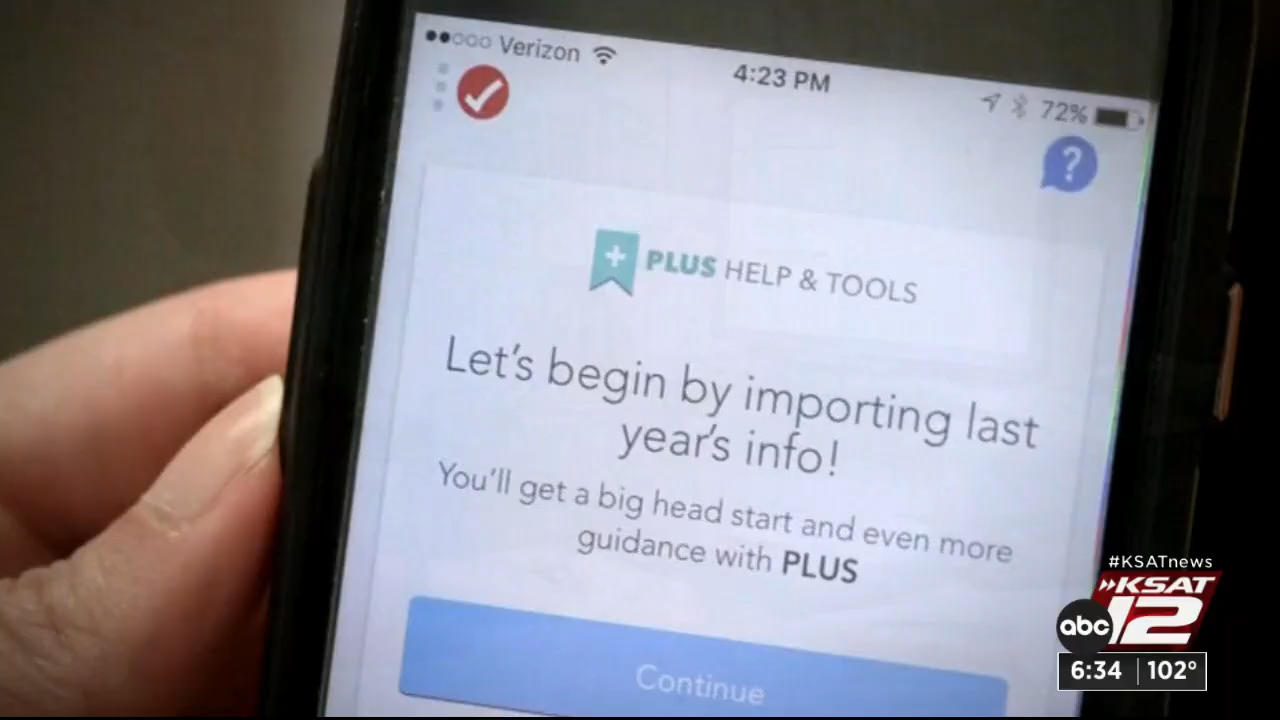 Verizon
4:23 PM
72%
?
PLUS HELP & TOOLS
Let's begin by importing last
year's info!
You'll get a big head start and even more
guidance with PLUS
Continue
#KSATnews
KSAT
abc 12
6:34 102°